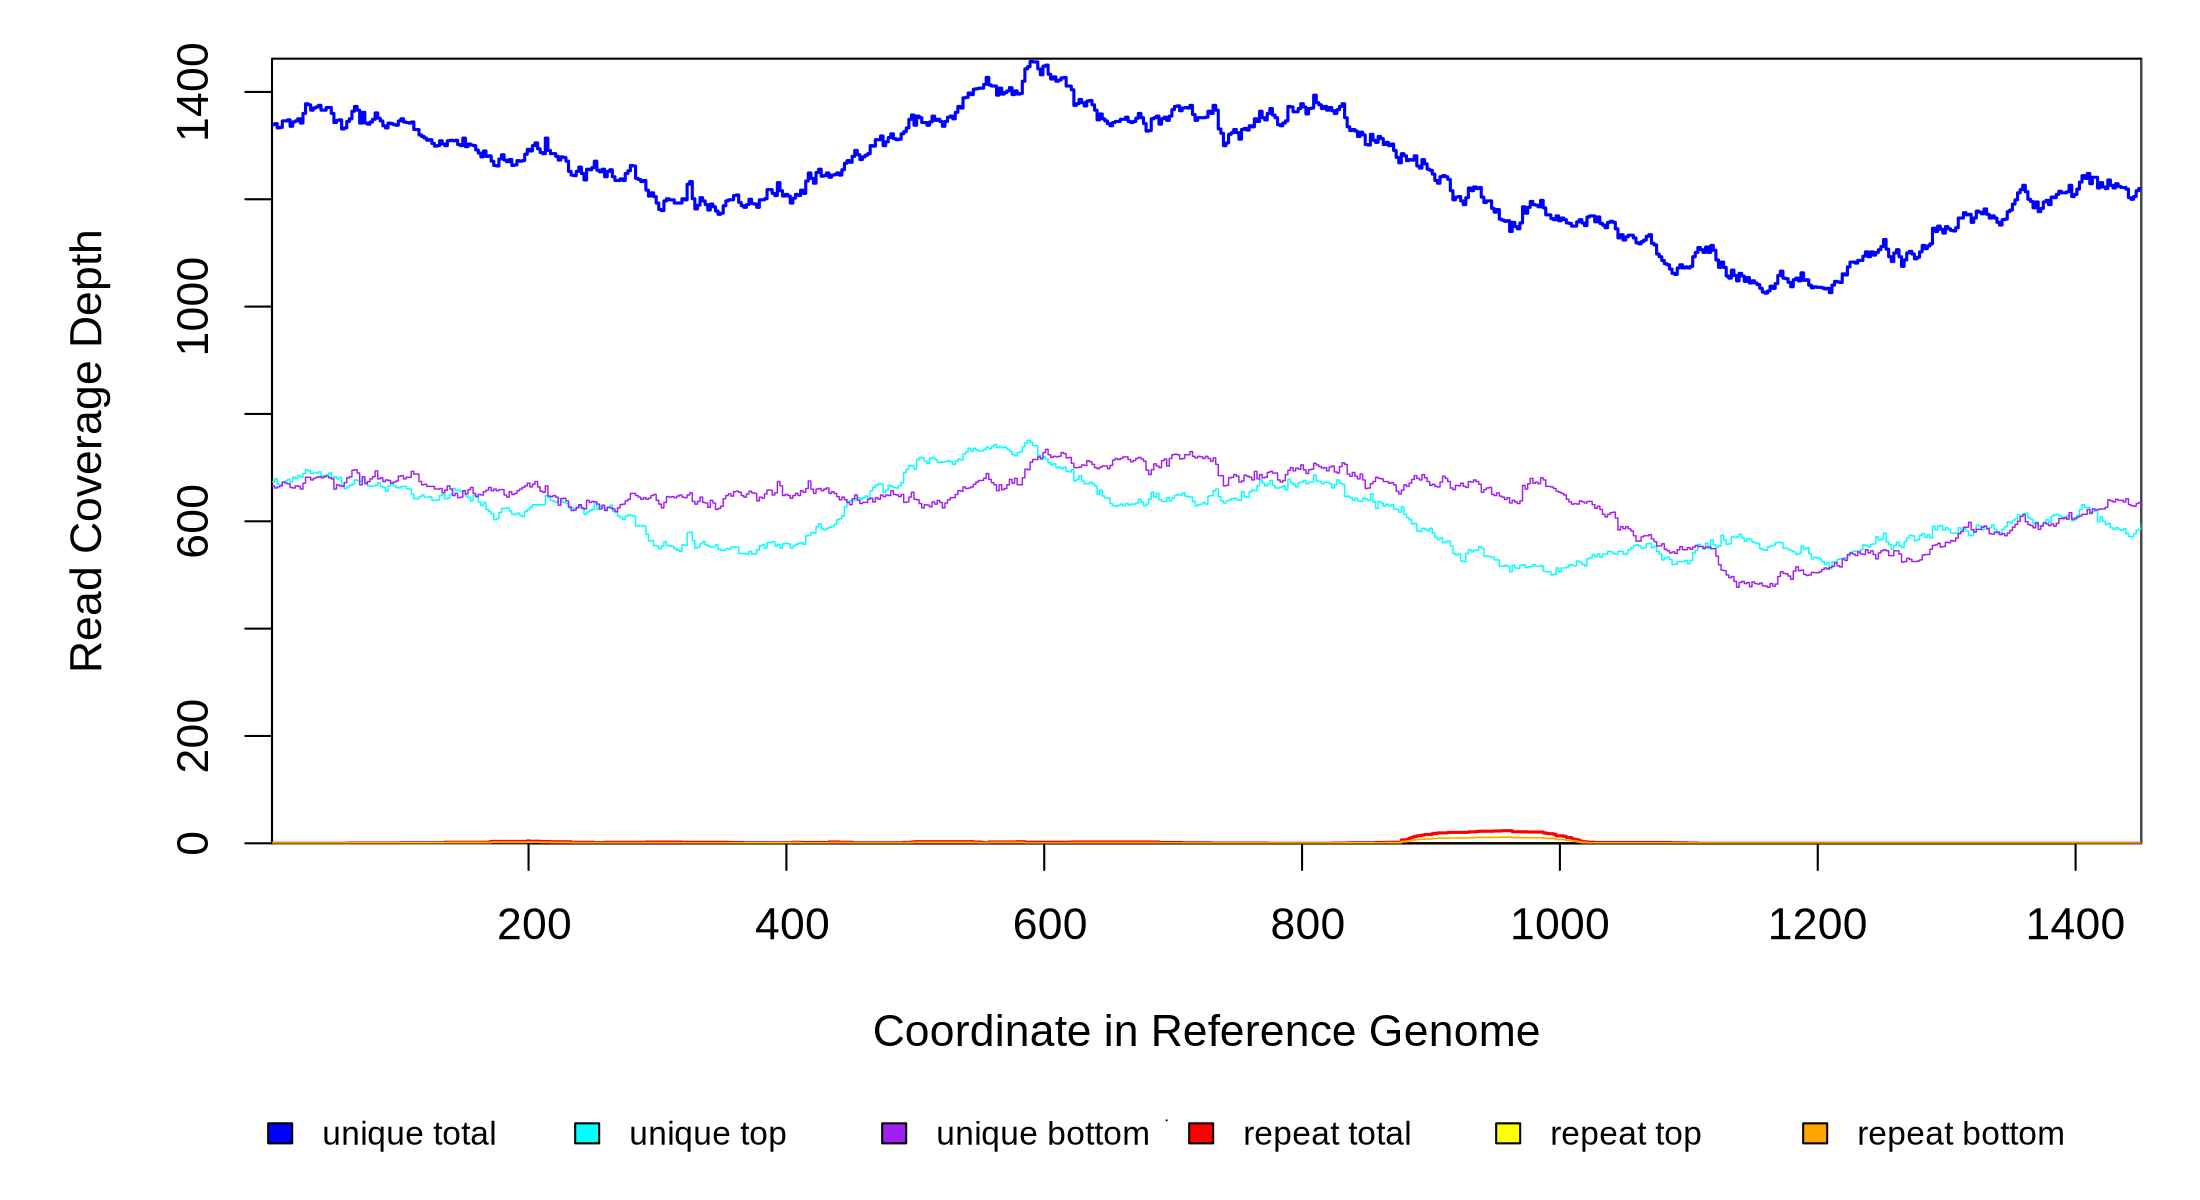 Read Coverage Depth
1400
1000
600
200
0
200 400 600 800 1000 1200 1400
Coordinate in Reference Genome
unique total unique top unique bottom repeat total repeat top repeat bottom